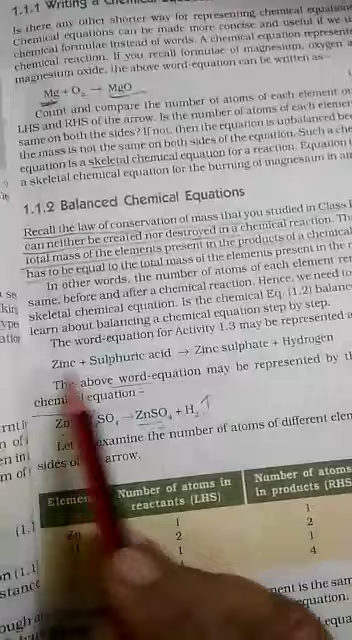 1.1.1 Writing a Chemical
Is there any other shorter way for representing chemical equation
Chemical equations can be made more concise and useful if we u
chemical formulae instead of words. A chemical equation represent
chemical reaction. If you recall formulae of magnesium, oxygen a
magnesium oxide, the above word-equation can be written as –
Mg + O₂ → MgO
Count and compare the number of atoms of each element o
LHS and RHS of the arrow. Is the number of atoms of each elemen
same on both the sides? If not, then the equation is unbalanced be
the mass is not the same on both sides of the equation. Such a che
equation is a skeletal chemical equation for a reaction. Equation
a skeletal chemical equation for the burning of magnesium in ai
1.1.2 Balanced Chemical Equations
Recall the law of conservation of mass that you studied in Class
can neither be created nor destroyed in a chemical reaction. Th
total mass of the elements present in the products of a chemical
has to be equal to the total mass of the elements present in the r
In other words, the number of atoms of each element rem
same, before and after a chemical reaction. Hence, we need to
skeletal chemical equation. Is the chemical Eq. (1.2) balance
learn about balancing a chemical equation step by step.
The word-equation for Activity 1.3 may be represented a
Zinc + Sulphuric acid → Zinc sulphate + Hydrogen
The above word-equation may be represented by th
equation –
Zn SO₄ → ZnSO₄ + H₂ ↑
Let examine the number of atoms of different elem
sides of arrow.
Elemen Number of atoms in Number of atoms
reactants (LHS) in products (RHS
Zn 1 1
2 2
1 1
4
ment is the sam
equation.
equa